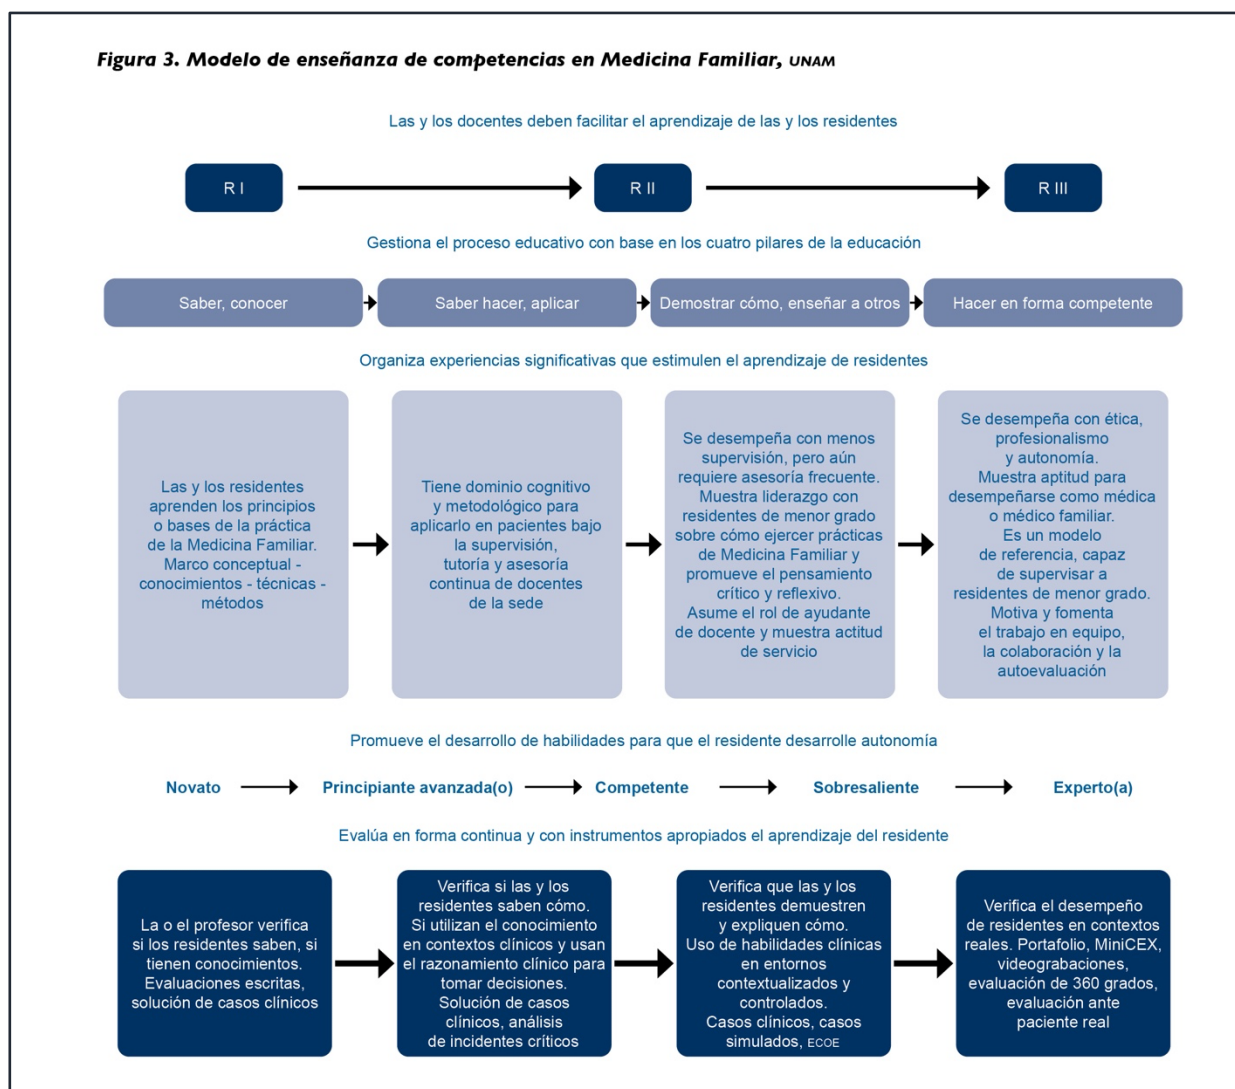 Figura 3. Modelo de enseñanza de competencias en Medicina Familiar, UNAM
Las y los docentes deben facilitar el aprendizaje de las y los residentes
R I
R II
R III
Gestiona el proceso educativo con base en los cuatro pilares de la educación
Saber, conocer
Saber hacer, aplicar
Demostrar cómo, enseñar a otros
Hacer en forma competente
Organiza experiencias significativas que estimulen el aprendizaje de residentes
Las y los residentes
aprenden los principios
o bases de la práctica
de la Medicina Familiar.
Marco conceptual -
conocimientos - técnicas -
métodos
Tiene dominio cognitivo
y metodológico para
aplicarlo en pacientes bajo
la supervisión,
tutoría y asesoría
continua de docentes
de la sede
Se desempeña con menos
supervisión, pero aún
requiere asesoría frecuente.
Muestra liderazgo con
residentes de menor grado
sobre cómo ejercer prácticas
de Medicina Familiar y
promueve el pensamiento
crítico y reflexivo.
Asume el rol de ayudante
de docente y muestra actitud
de servicio
Se desempeña con ética,
profesionalismo
y autonomía.
Muestra aptitud para
desempeñarse como médica
o médico familiar.
Es un modelo
de referencia, capaz
de supervisar a
residentes de menor grado.
Motiva y fomenta
el trabajo en equipo,
la colaboración y la
autoevaluación
Promueve el desarrollo de habilidades para que el residente desarrolle autonomía
Novato
Principiante avanzada(o)
Competente
Sobresaliente
Experto(a)
Evalúa en forma continua y con instrumentos apropiados el aprendizaje del residente
La o el profesor verifica
si los residentes saben, si
tienen conocimientos.
Evaluaciones escritas,
solución de casos clínicos
Verifica si las y los
residentes saben cómo.
Si utilizan el conocimiento
en contextos clínicos y usan
el razonamiento clínico para
tomar decisiones.
Solución de casos
clínicos, análisis
de incidentes críticos
Verifica que las y los
residentes demuestren
y expliquen cómo.
Uso de habilidades clínicas
en entornos
contextualizados y
controlados.
Casos clínicos, casos
simulados, ECOE
Verifica el desempeño
de residentes en contextos
reales. Portafolio, MiniCEX,
videograbaciones,
evaluación de 360 grados,
evaluación ante
paciente real